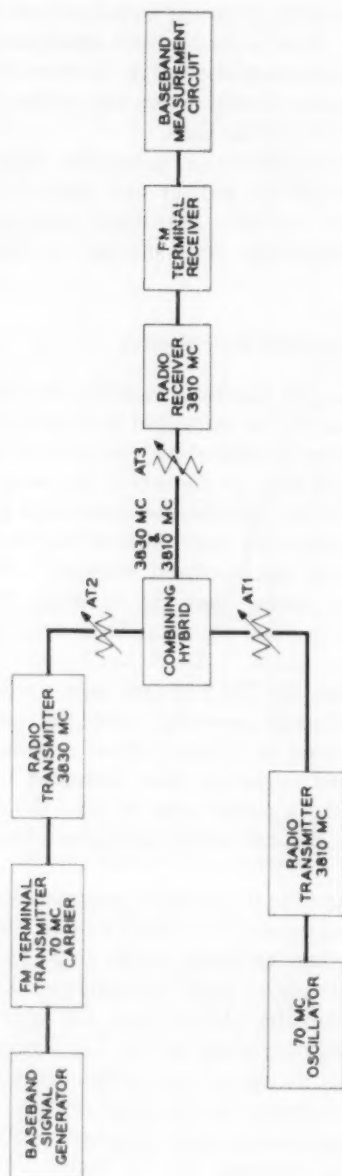 BASEBAND
SIGNAL
GENERATOR
FM TERMINAL
TRANSMITTER
70 MC
CARRIER
RADIO
TRANSMITTER
3830 MC
AT2
COMBINING
HYBRID
AT1
RADIO
TRANSMITTER
3810 MC
70 MC
OSCILLATOR
3830 MC
&
3810 MC
AT3
RADIO
RECEIVER
3810 MC
FM
TERMINAL
RECEIVER
BASEBAND
MEASUREMENT
CIRCUIT